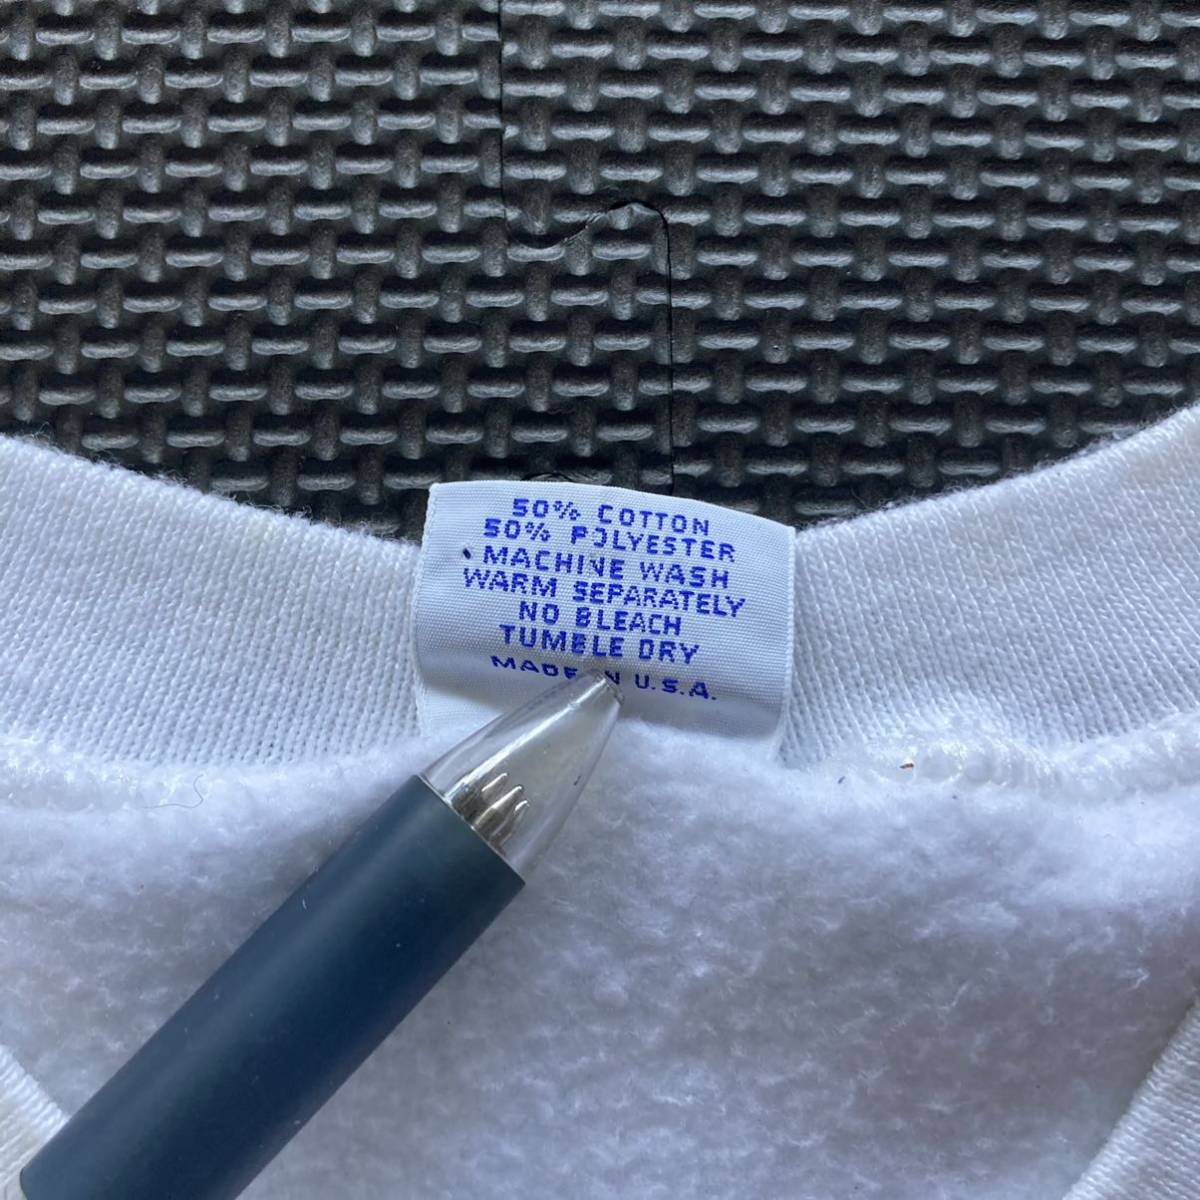 50% COTTON
50% POLYESTER
MACHINE WASH
WARM SEPARATELY
NO BLEACH
TUMBLE DRY
MADE IN U.S.A.